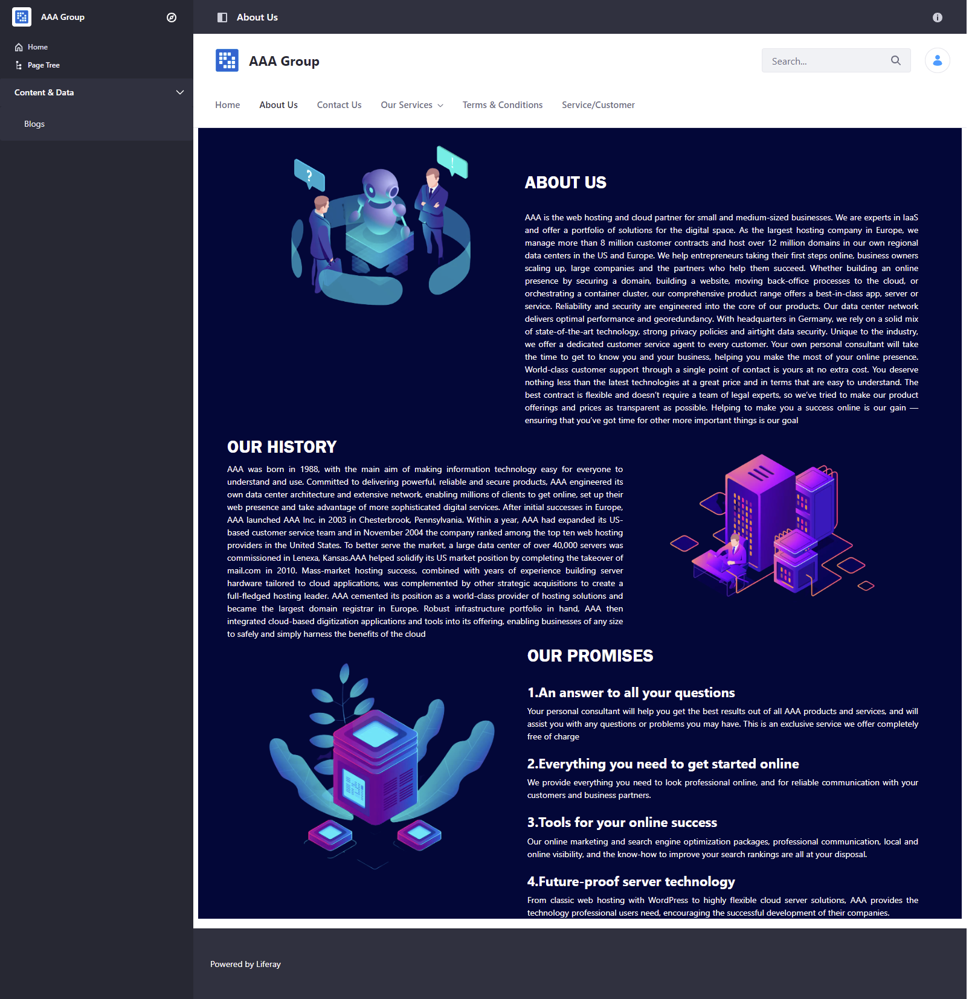 AAA Group
Home
Page Tree
Content & Data
Blogs
About Us
AAA Group
Search...
Home
About Us
Contact Us
Our Services
Terms & Conditions
Service/Customer
?
!
ABOUT US
AAA is the web hosting and cloud partner for small and medium-sized businesses. We are experts in IaaS
and offer a portfolio of solutions for the digital space. As the largest hosting company in Europe, we
manage more than 8 million customer contracts and host over 12 million domains in our own regional
data centers in the US and Europe. We help entrepreneurs taking their first steps online, business owners
scaling up, large companies and the partners who help them succeed. Whether building an online
presence by securing a domain, building a website, moving back-office processes to the cloud, or
orchestrating a container cluster, our comprehensive product range offers a best-in-class app, server or
service. Reliability and security are engineered into the core of our products. Our data center network
delivers optimal performance and georedundancy. With headquarters in Germany, we rely on a solid mix
of state-of-the-art technology, strong privacy policies and airtight data security. Unique to the industry,
we offer a dedicated customer service agent to every customer. Your own personal consultant will take
the time to get to know you and your business, helping you make the most of your online presence.
World-class customer support through a single point of contact is yours at no extra cost. You deserve
nothing less than the latest technologies at a great price and in terms that are easy to understand. The
best contract is flexible and doesn’t require a team of legal experts, so we’ve tried to make our product
offerings and prices as transparent as possible. Helping to make you a success online is our gain —
ensuring that you’ve got time for other more important things is our goal
OUR HISTORY
AAA was born in 1988, with the main aim of making information technology easy for everyone to
understand and use. Committed to delivering powerful, reliable and secure products, AAA engineered its
own data center architecture and extensive network, enabling millions of clients to get online, set up their
web presence and take advantage of more sophisticated digital services. After initial successes in Europe,
AAA launched AAA Inc. in 2003 in Chesterbrook, Pennsylvania. Within a year, AAA had expanded its US-
based customer service team and in November 2004 the company ranked among the top ten web hosting
providers in the United States. To better serve the market, a large data center of over 40,000 servers was
commissioned in Lenexa, Kansas.AAA helped solidify its US market position by completing the takeover of
mail.com in 2010. Mass-market hosting success, combined with years of experience building server
hardware tailored to cloud applications, was complemented by other strategic acquisitions to create a
full-fledged hosting leader. AAA cemented its position as a world-class provider of hosting solutions and
became the largest domain registrar in Europe. Robust infrastructure portfolio in hand, AAA then
integrated cloud-based digitization applications and tools into its offering, enabling businesses of any size
to safely and simply harness the benefits of the cloud
OUR PROMISES
1.An answer to all your questions
Your personal consultant will help you get the best results out of all AAA products and services, and will
assist you with any questions or problems you may have. This is an exclusive service we offer completely
free of charge
2.Everything you need to get started online
We provide everything you need to look professional online, and for reliable communication with your
customers and business partners.
3.Tools for your online success
Our online marketing and search engine optimization packages, professional communication, local and
online visibility, and the know-how to improve your search rankings are all at your disposal.
4.Future-proof server technology
From classic web hosting with WordPress to highly flexible cloud server solutions, AAA provides the
technology professional users need, encouraging the successful development of their companies.
Powered by Liferay